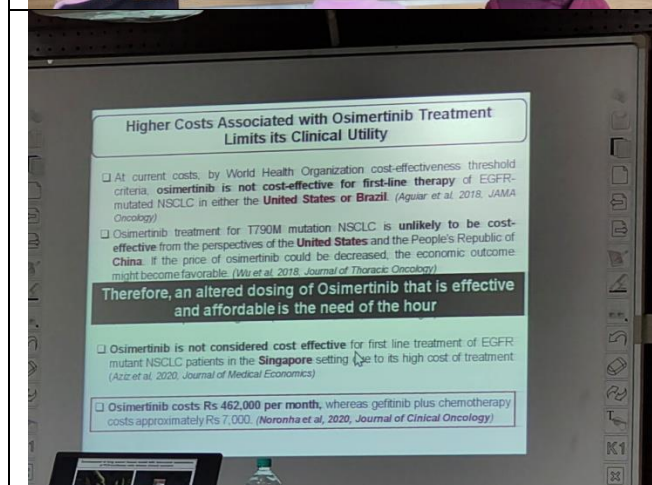 Higher Costs Associated with Osimertinib Treatment
Limits its Clinical Utility
❑ At current costs, by World Health Organization cost-effectiveness threshold
criteria, osimertinib is not cost-effective for first-line therapy of EGFR-
mutated NSCLC in either the United States or Brazil. (Aguiar et al, 2018, JAMA
Oncology)
❑ Osimertinib treatment for T790M mutation NSCLC is unlikely to be cost-
effective from the perspectives of the United States and the People's Republic of
China. If the price of osimertinib could be decreased, the economic outcome
might become favorable. (Wu et al, 2018, Journal of Thoracic Oncology)
Therefore, an altered dosing of Osimertinib that is effective
and affordable is the need of the hour
❑ Osimertinib is not considered cost effective for first line treatment of EGFR
mutant NSCLC patients in the Singapore setting due to its high cost of treatment
(Aziz et al, 2020, Journal of Medical Economics)
❑ Osimertinib costs Rs 462,000 per month, whereas gefitinib plus chemotherapy
costs approximately Rs 7,000. (Noronha et al, 2020, Journal of Clinical Oncology)
K1